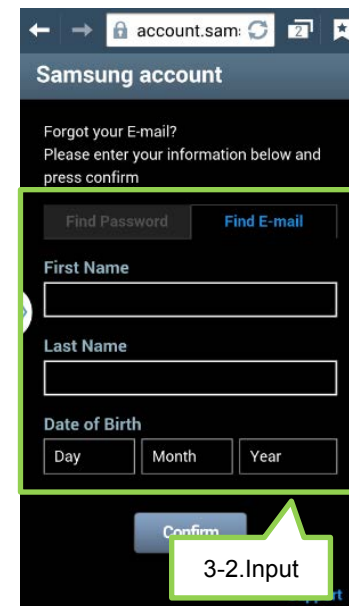 account.sam:
2
Samsung account
Forgot your E-mail?
Please enter your information below and
press confirm
Find Password
Find E-mail
First Name
Last Name
Date of Birth
Day
Month
Year
Confirm
3-2.Input